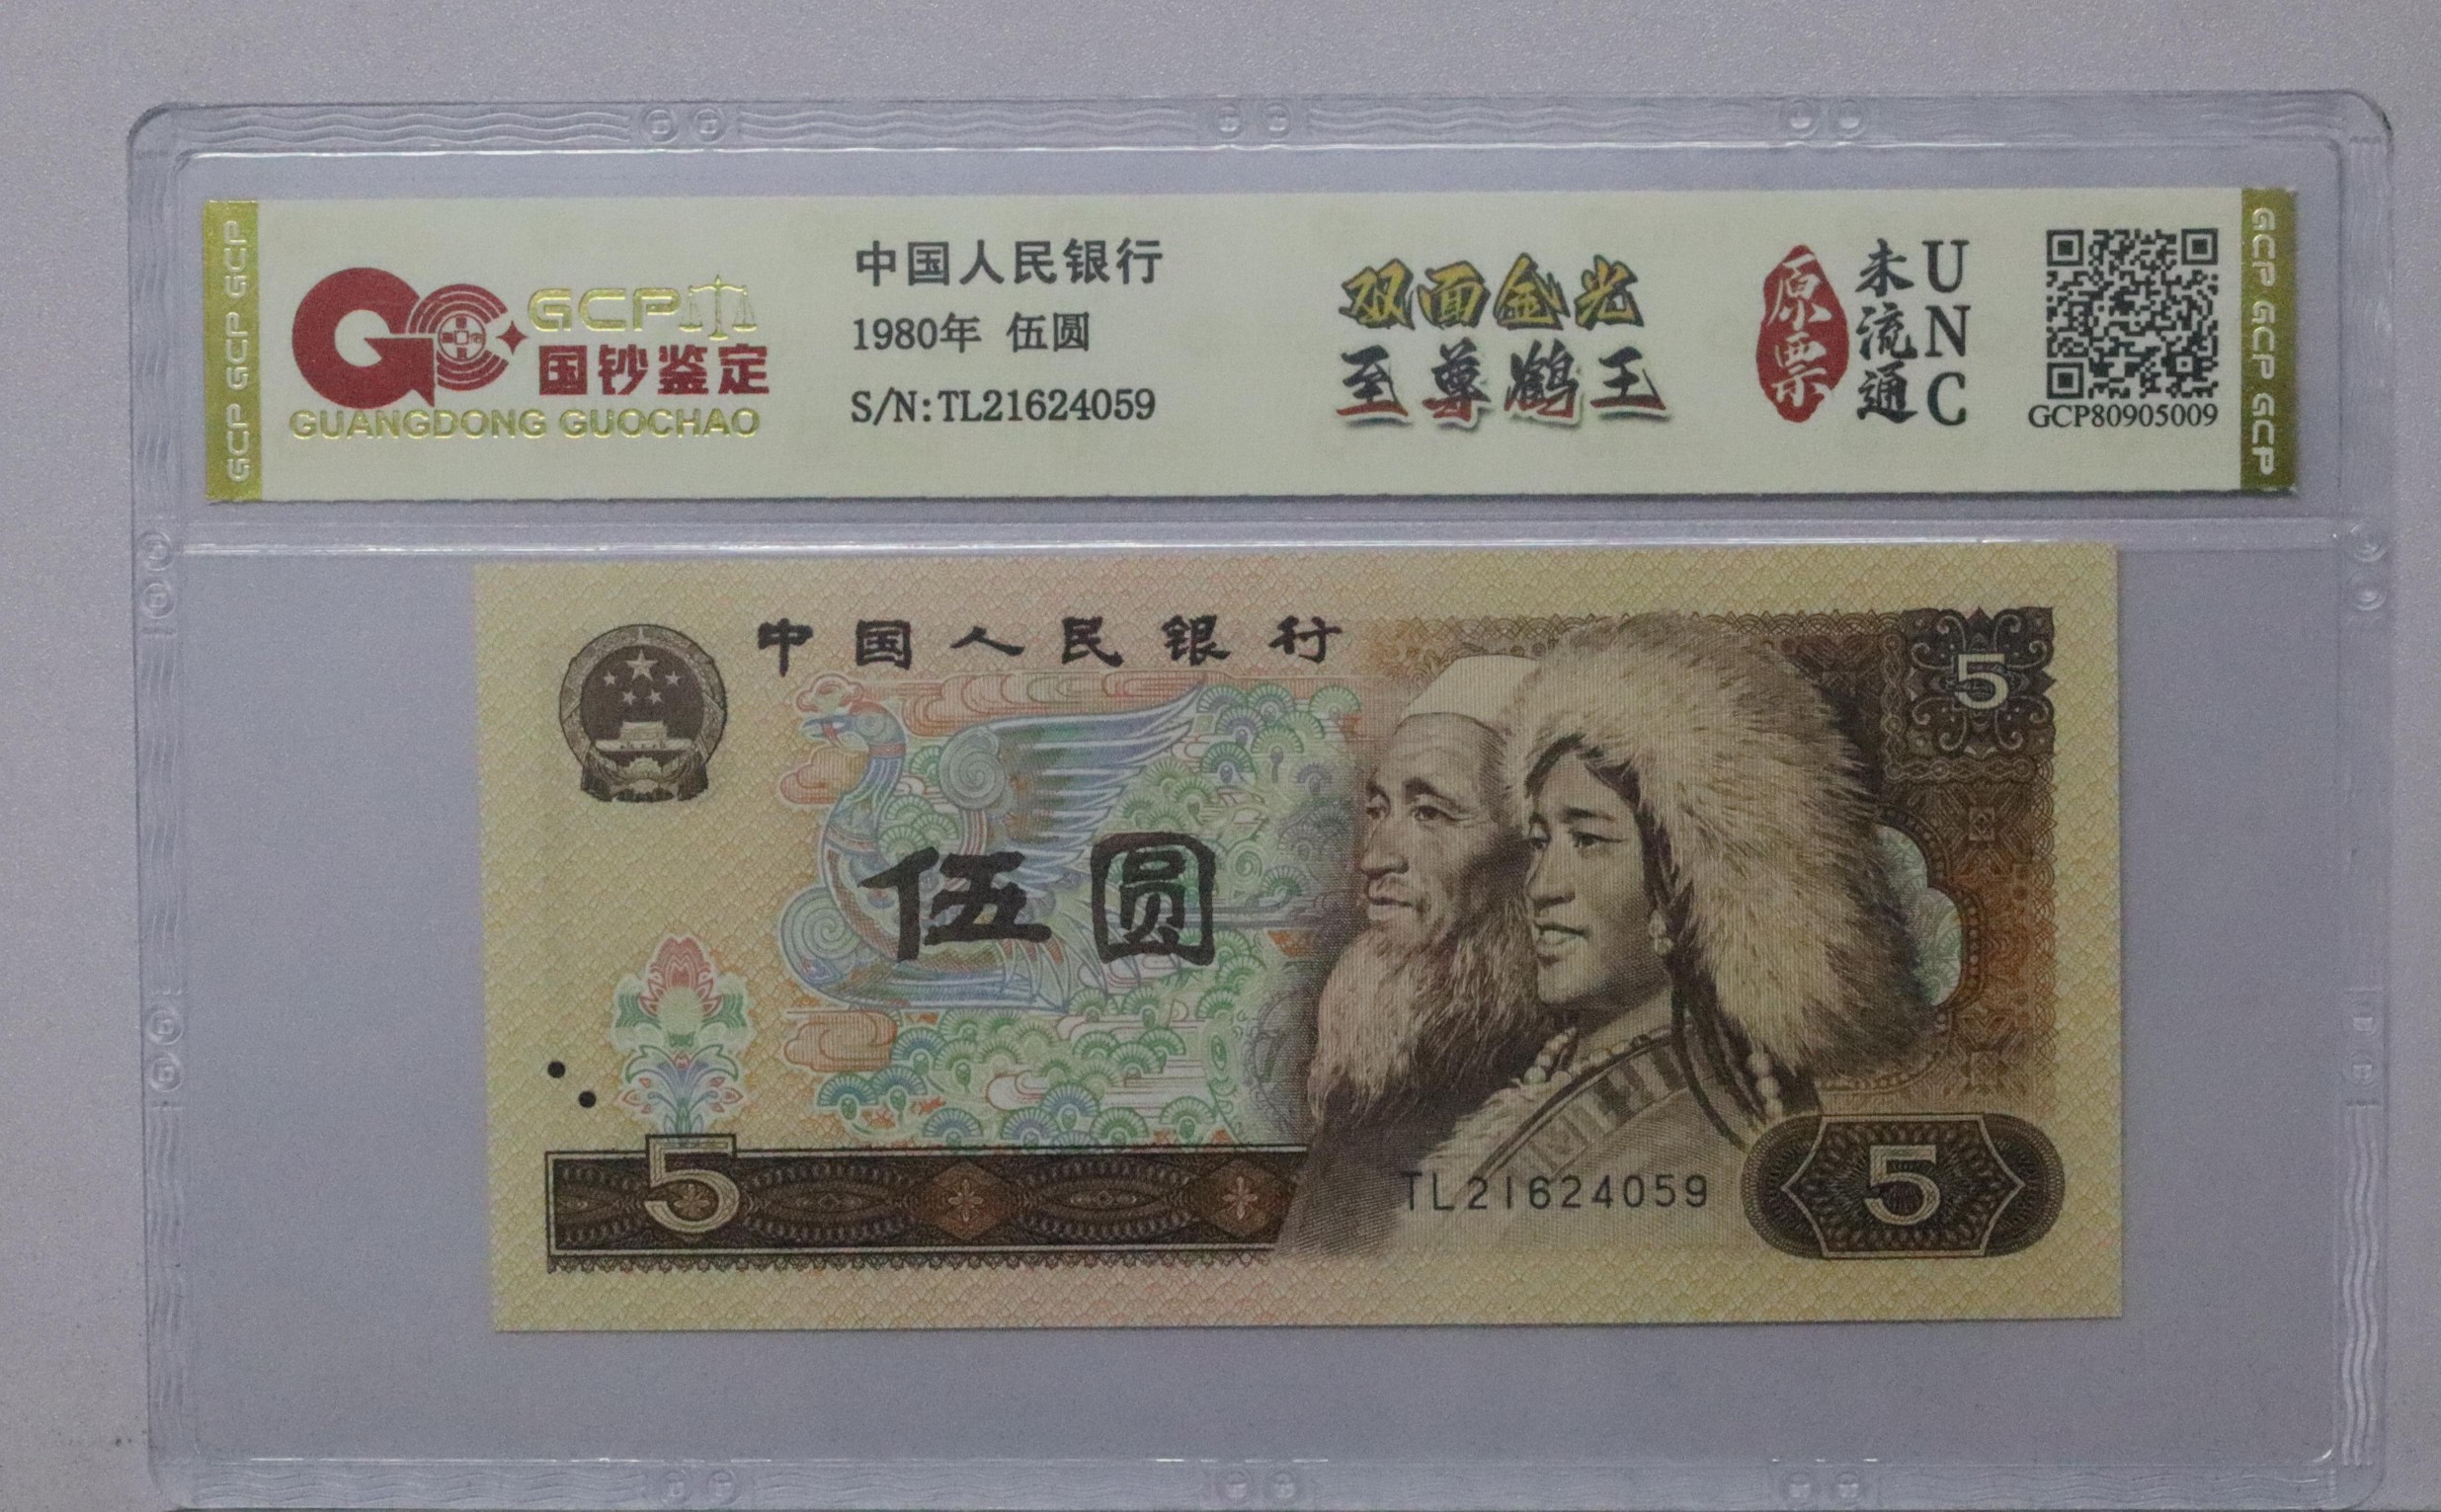 GCP GCP GCP GCP
GCP
国钞鉴定
GUANGDONG GUOCHAO
中国人民银行
1980年 伍圆
S/N:TL21624059
双面金光
至尊鹤王
原票
未流通
UNC
GCP80905009
GCP GCP GCP GCP
中国人民银行
5
伍圆
5
TL21624059
5